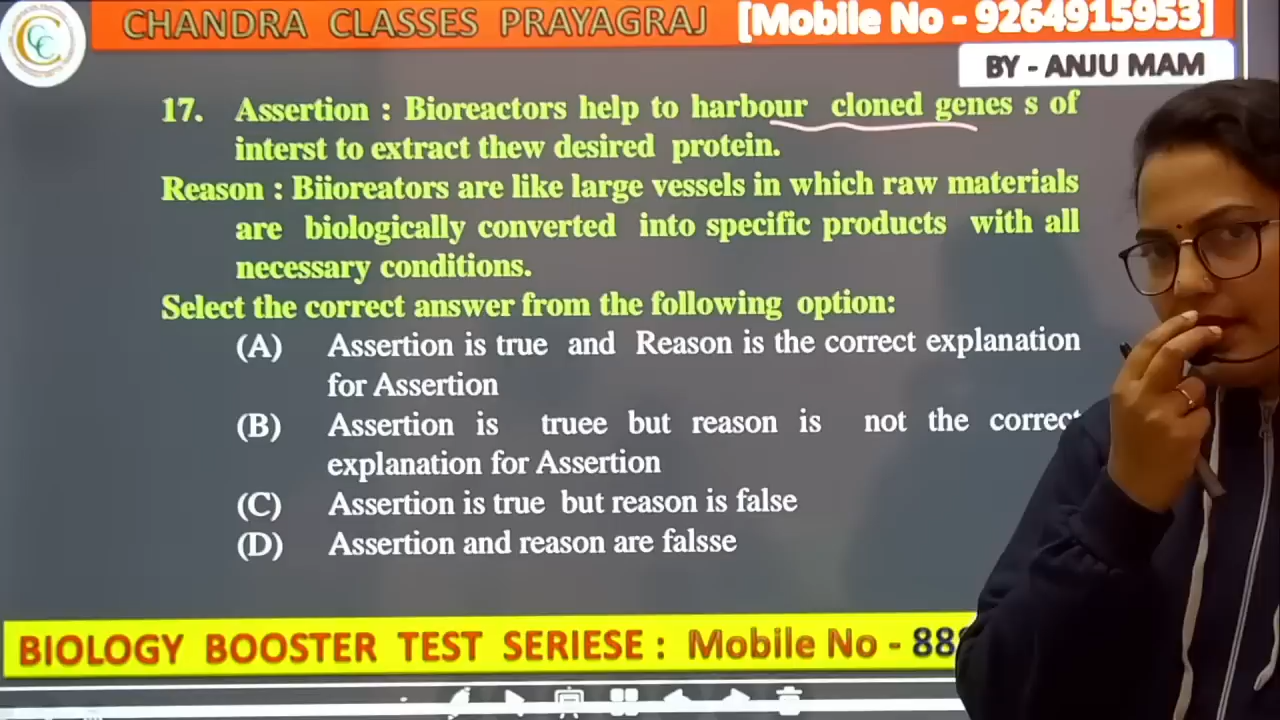 CHANDRA CLASSES PRAYAGRAJ [Mobile No - 9264915953]
BY - ANJU MAM
17. Assertion : Bioreactors help to harbour cloned genes s of
interst to extract thew desired protein.
Reason : Biioreators are like large vessels in which raw materials
are biologically converted into specific products with all
necessary conditions.
Select the correct answer from the following option:
(A) Assertion is true and Reason is the correct explanation
for Assertion
(B) Assertion is truee but reason is not the correct
explanation for Assertion
(C) Assertion is true but reason is false
(D) Assertion and reason are falsse
BIOLOGY BOOSTER TEST SERIESE : Mobile No - 88